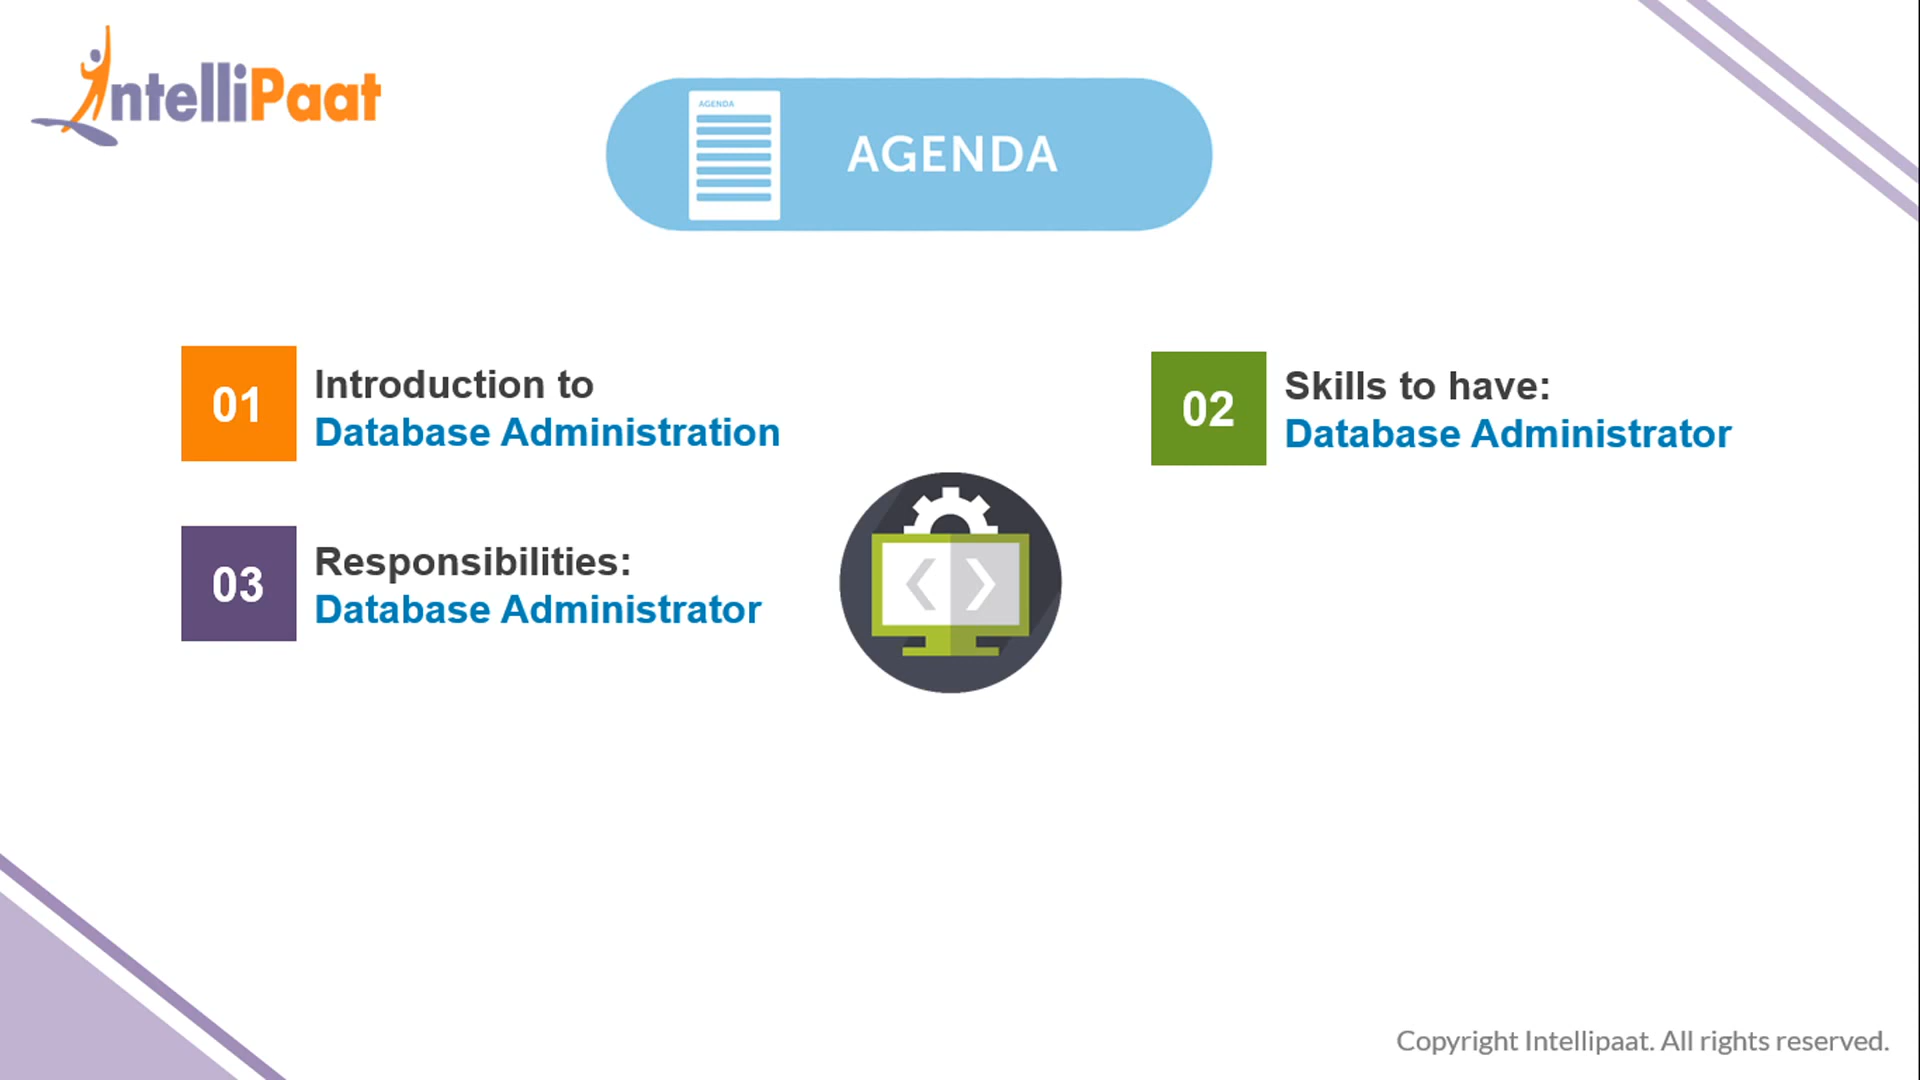 IntelliPaat
AGENDA
AGENDA
01
Introduction to
Database Administration
02
Skills to have:
Database Administrator
03
Responsibilities:
Database Administrator
Copyright Intellipaat. All rights reserved.